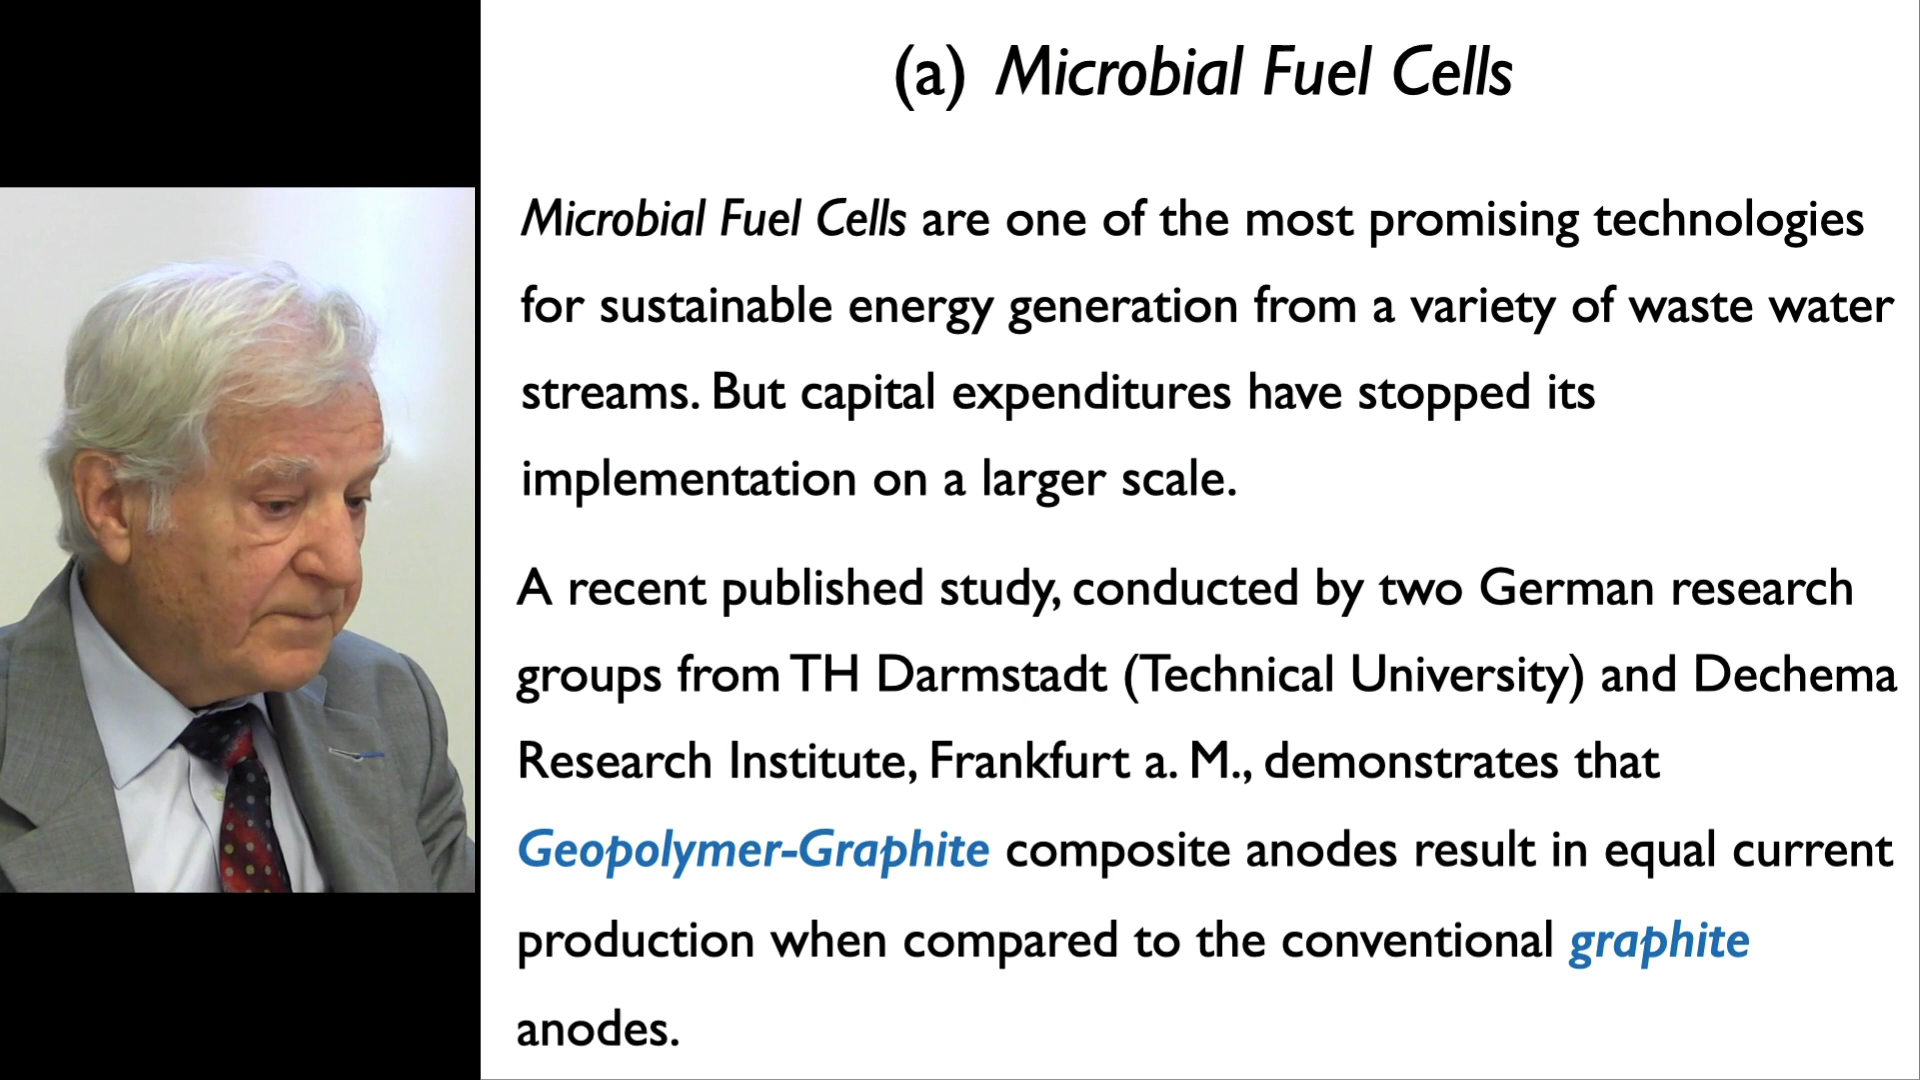 (a) Microbial Fuel Cells
Microbial Fuel Cells are one of the most promising technologies
for sustainable energy generation from a variety of waste water
streams. But capital expenditures have stopped its
implementation on a larger scale.
A recent published study, conducted by two German research
groups from TH Darmstadt (Technical University) and Dechema
Research Institute, Frankfurt a. M., demonstrates that
Geopolymer-Graphite composite anodes result in equal current
production when compared to the conventional graphite
anodes.